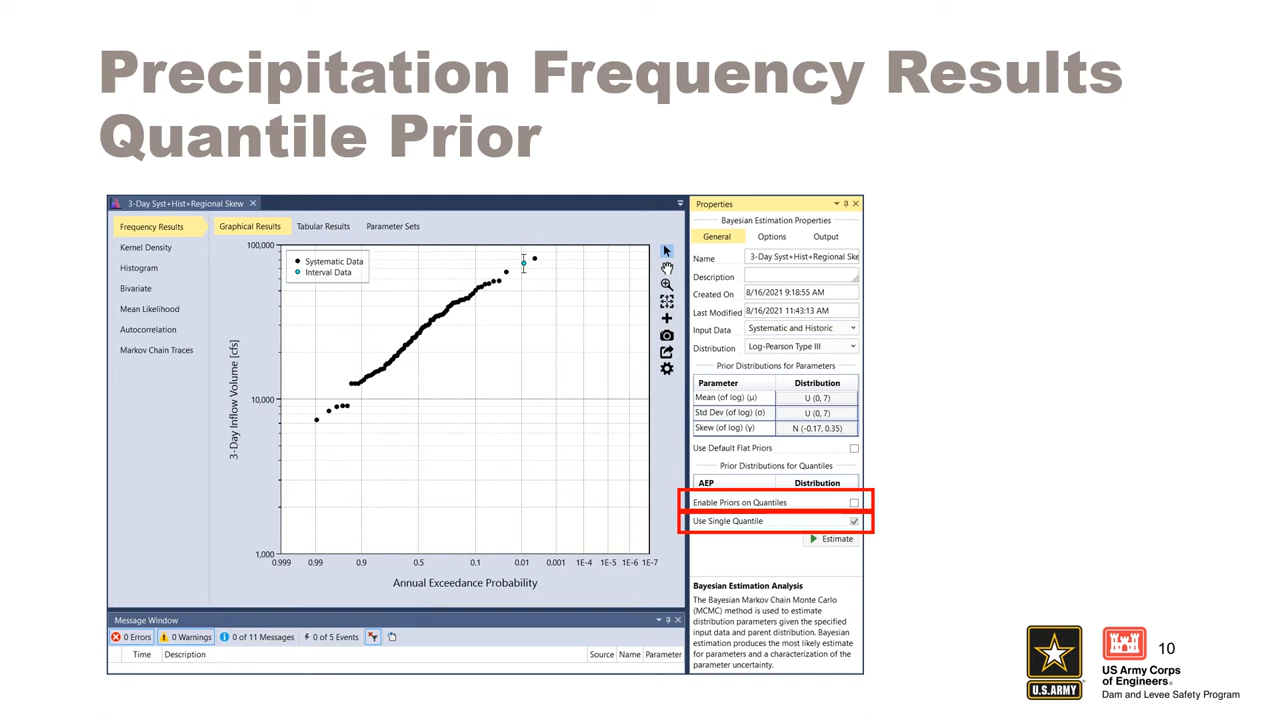 Precipitation Frequency Results
Quantile Prior
3-Day Syst+Hist+Regional Skew
Frequency Results
Kernel Density
Histogram
Bivariate
Mean Likelihood
Autocorrelation
Markov Chain Traces
Graphical Results Tabular Results Parameter Sets
Systematic Data
Interval Data
3-Day Inflow Volume [cfs]
100,000
10,000
1,000
0.999 0.99 0.9 0.5 0.1 0.01 0.001 1E-4 1E-5 1E-6 1E-7
Annual Exceedance Probability
Message Window
0 Errors 0 Warnings 0 of 11 Messages 0 of 5 Events
Time Description Source Name Parameter
Properties
Bayesian Estimation Properties
General Options Output
Name 3-Day Syst+Hist+Regional Ske
Description
Created On 8/16/2021 9:18:55 AM
Last Modified 8/16/2021 11:43:13 AM
Input Data Systematic and Historic
Distribution Log-Pearson Type III
Prior Distributions for Parameters
Parameter Distribution
Mean (of log) (µ) U (0, 7)
Std Dev (of log) (σ) U (0, 7)
Skew (of log) (γ) N (-0.17, 0.35)
Use Default Flat Priors
Prior Distributions for Quantiles
AEP Distribution
Enable Priors on Quantiles
Use Single Quantile
Estimate
Bayesian Estimation Analysis
The Bayesian Markov Chain Monte Carlo
(MCMC) method is used to estimate
distribution parameters given the specified
input data and parent distribution. Bayesian
estimation produces the most likely estimate
for parameters and a characterization of the
parameter uncertainty.
U.S.ARMY
US Army Corps
of Engineers®
Dam and Levee Safety Program
10